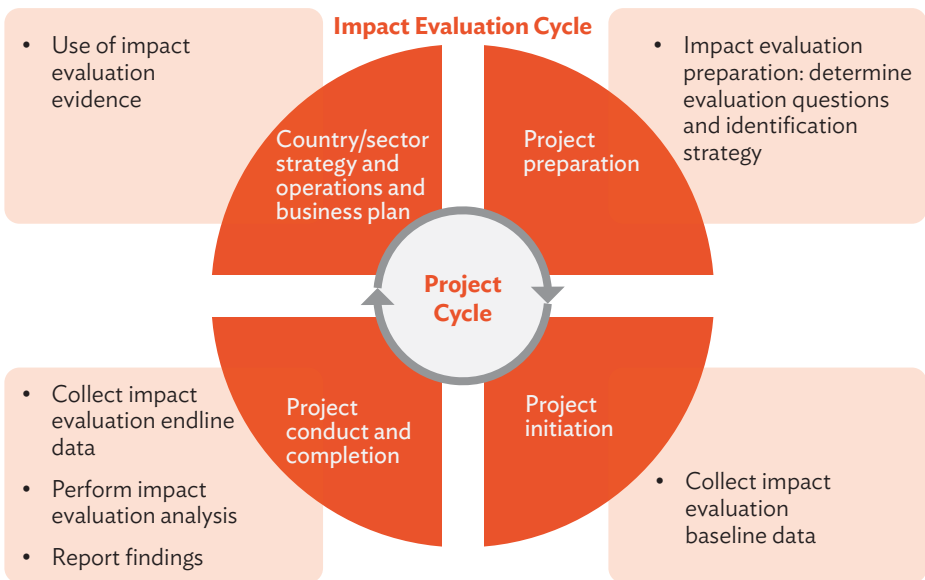 Impact Evaluation Cycle
• Use of impact
evaluation
evidence
Country/sector
strategy and
operations and
business plan
Project
preparation
• Impact evaluation
preparation: determine
evaluation questions
and identification
strategy
Project
Cycle
• Collect impact
evaluation endline
data
• Perform impact
evaluation analysis
• Report findings
Project
conduct and
completion
Project
initiation
• Collect impact
evaluation
baseline data